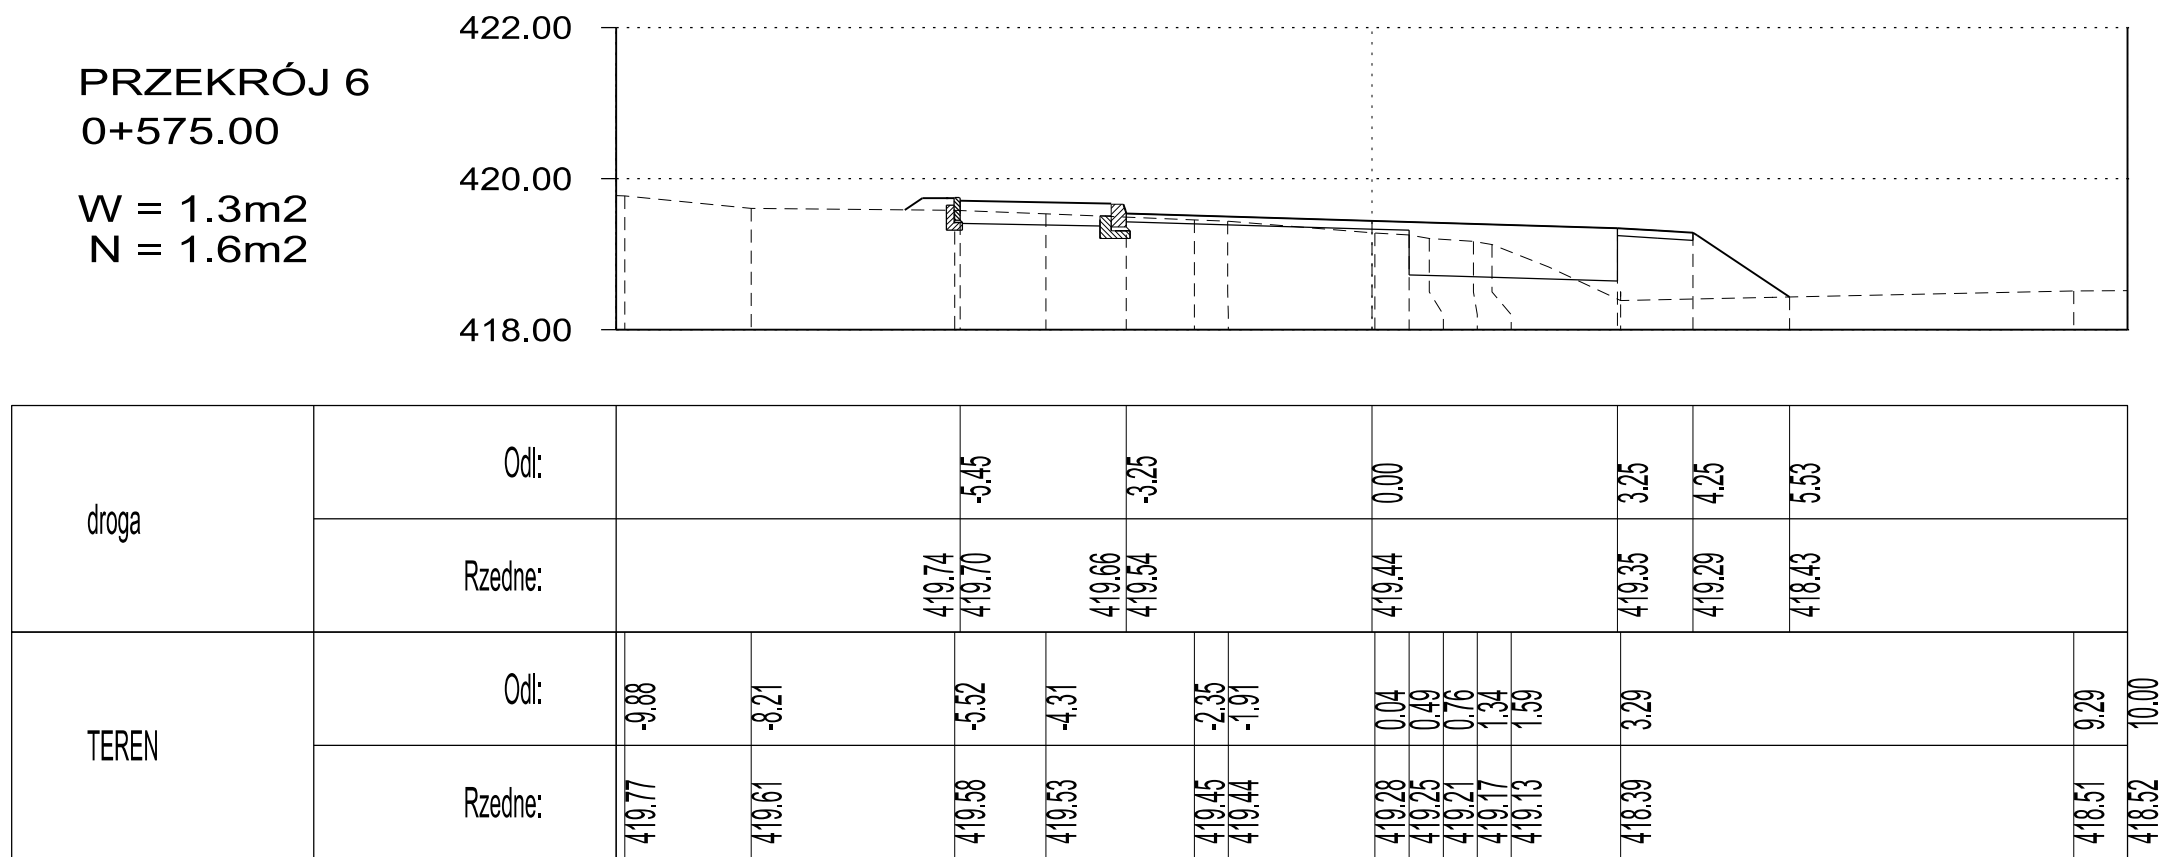 422.00
PRZEKRÓJ 6
0+575.00
420.00
W = 1.3m2
N = 1.6m2
418.00
droga
Odl:
-5.45 -3.25 0.00 3.25 4.25 5.53
Rzedne:
419.74 419.70 419.66 419.54 419.44 419.35 419.29 418.43
TEREN
Odl:
-9.88 -8.21 -5.52 -4.31 -2.35 -1.91 0.04 0.49 0.76 1.34 1.59 3.29 9.29 10.00
Rzedne:
419.77 419.61 419.58 419.53 419.45 419.44 419.28 419.25 419.21 419.17 419.13 418.39 418.51 418.52